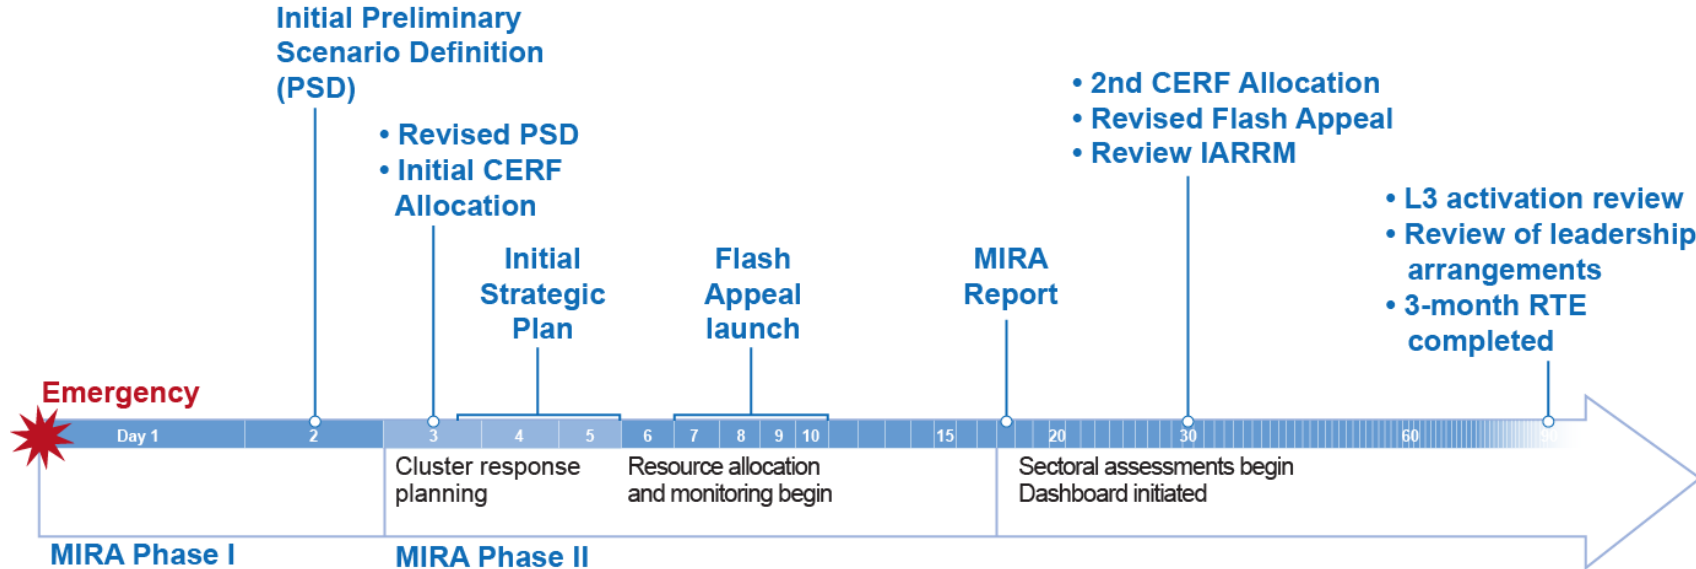 Initial Preliminary
Scenario Definition
(PSD)
• Revised PSD
• Initial CERF
Allocation
Initial
Strategic
Plan
Flash
Appeal
launch
MIRA
Report
• 2nd CERF Allocation
• Revised Flash Appeal
• Review IARRM
• L3 activation review
• Review of leadership
arrangements
• 3-month RTE
completed
Emergency
Day 1 2 3 4 5 6 7 8 9 10 15 20 30 60 90
Cluster response
planning
Resource allocation
and monitoring begin
Sectoral assessments begin
Dashboard initiated
MIRA Phase I
MIRA Phase II